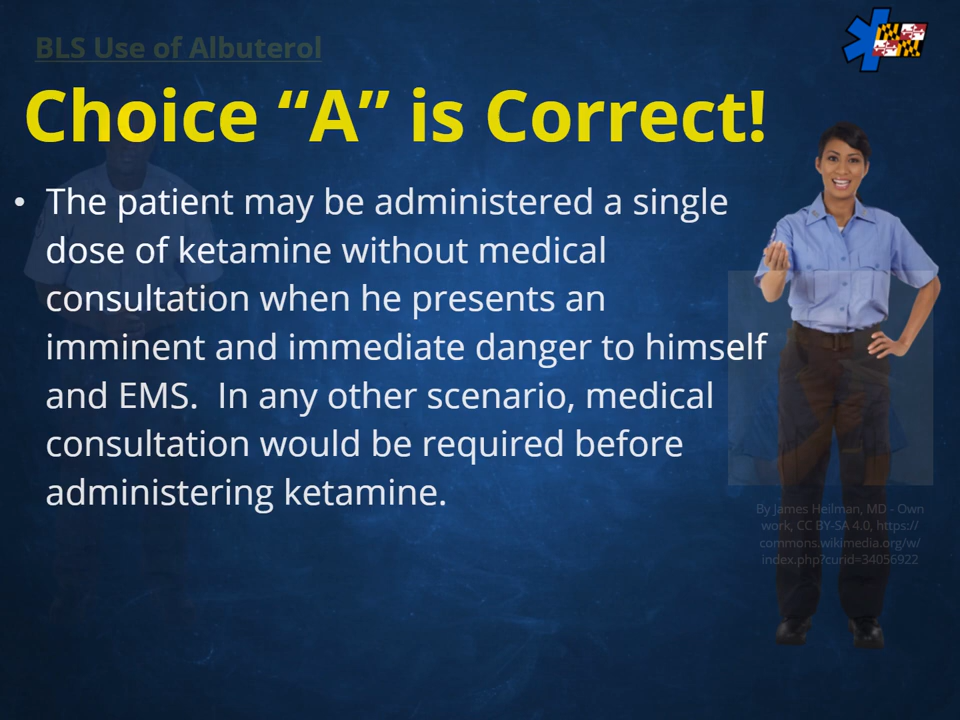 BLS Use of Albuterol
Choice “A” is Correct!
• The patient may be administered a single
dose of ketamine without medical
consultation when he presents an
imminent and immediate danger to himself
and EMS.  In any other scenario, medical
consultation would be required before
administering ketamine.
By James Heilman, MD - Own
work, CC BY-SA 4.0, https://
commons.wikimedia.org/w/
index.php?curid=34056922